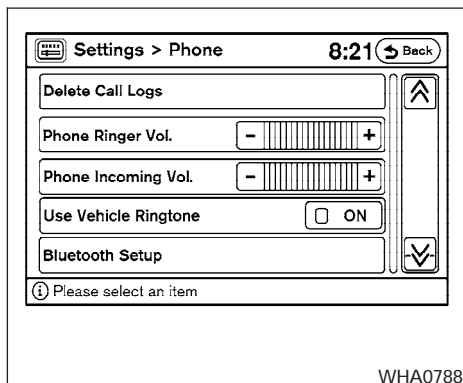 Settings > Phone 8:21 Back
Delete Call Logs
Phone Ringer Vol. - +
Phone Incoming Vol. - +
Use Vehicle Ringtone ON
Bluetooth Setup
i Please select an item
WHA0788